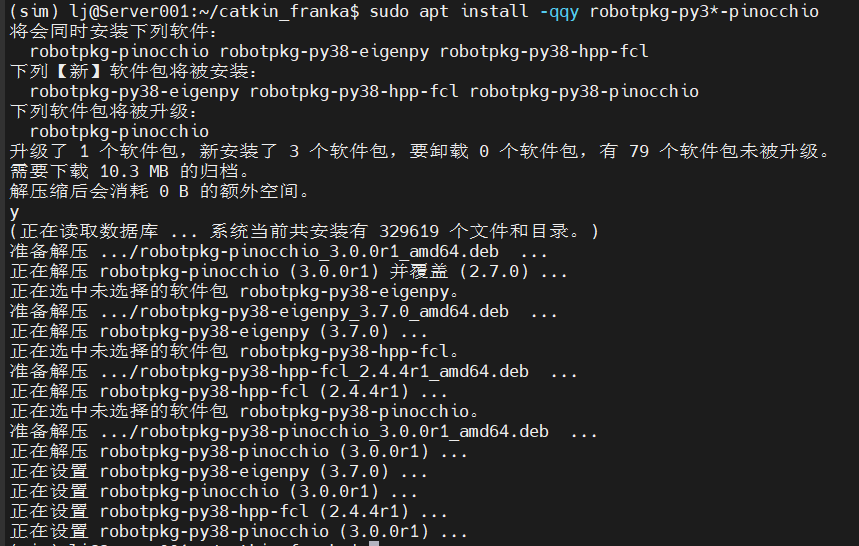 (sim) lj@Server001:~/catkin_franka$ sudo apt install -qqy robotpkg-py3*-pinocchio
将会同时安装下列软件：
  robotpkg-pinocchio robotpkg-py38-eigenpy robotpkg-py38-hpp-fcl
下列【新】软件包将被安装：
  robotpkg-py38-eigenpy robotpkg-py38-hpp-fcl robotpkg-py38-pinocchio
下列软件包将被升级：
  robotpkg-pinocchio
升级了 1 个软件包，新安装了 3 个软件包，要卸载 0 个软件包，有 79 个软件包未被升级。
需要下载 10.3 MB 的归档。
解压缩后会消耗 0 B 的额外空间。
y
(正在读取数据库 ... 系统当前共安装有 329619 个文件和目录。)
准备解压 .../robotpkg-pinocchio_3.0.0r1_amd64.deb  ...
正在解压 robotpkg-pinocchio (3.0.0r1) 并覆盖 (2.7.0) ...
正在选中未选择的软件包 robotpkg-py38-eigenpy。
准备解压 .../robotpkg-py38-eigenpy_3.7.0_amd64.deb  ...
正在解压 robotpkg-py38-eigenpy (3.7.0) ...
正在选中未选择的软件包 robotpkg-py38-hpp-fcl。
准备解压 .../robotpkg-py38-hpp-fcl_2.4.4r1_amd64.deb  ...
正在解压 robotpkg-py38-hpp-fcl (2.4.4r1) ...
正在选中未选择的软件包 robotpkg-py38-pinocchio。
准备解压 .../robotpkg-py38-pinocchio_3.0.0r1_amd64.deb  ...
正在解压 robotpkg-py38-pinocchio (3.0.0r1) ...
正在设置 robotpkg-py38-eigenpy (3.7.0) ...
正在设置 robotpkg-pinocchio (3.0.0r1) ...
正在设置 robotpkg-py38-hpp-fcl (2.4.4r1) ...
正在设置 robotpkg-py38-pinocchio (3.0.0r1) ...